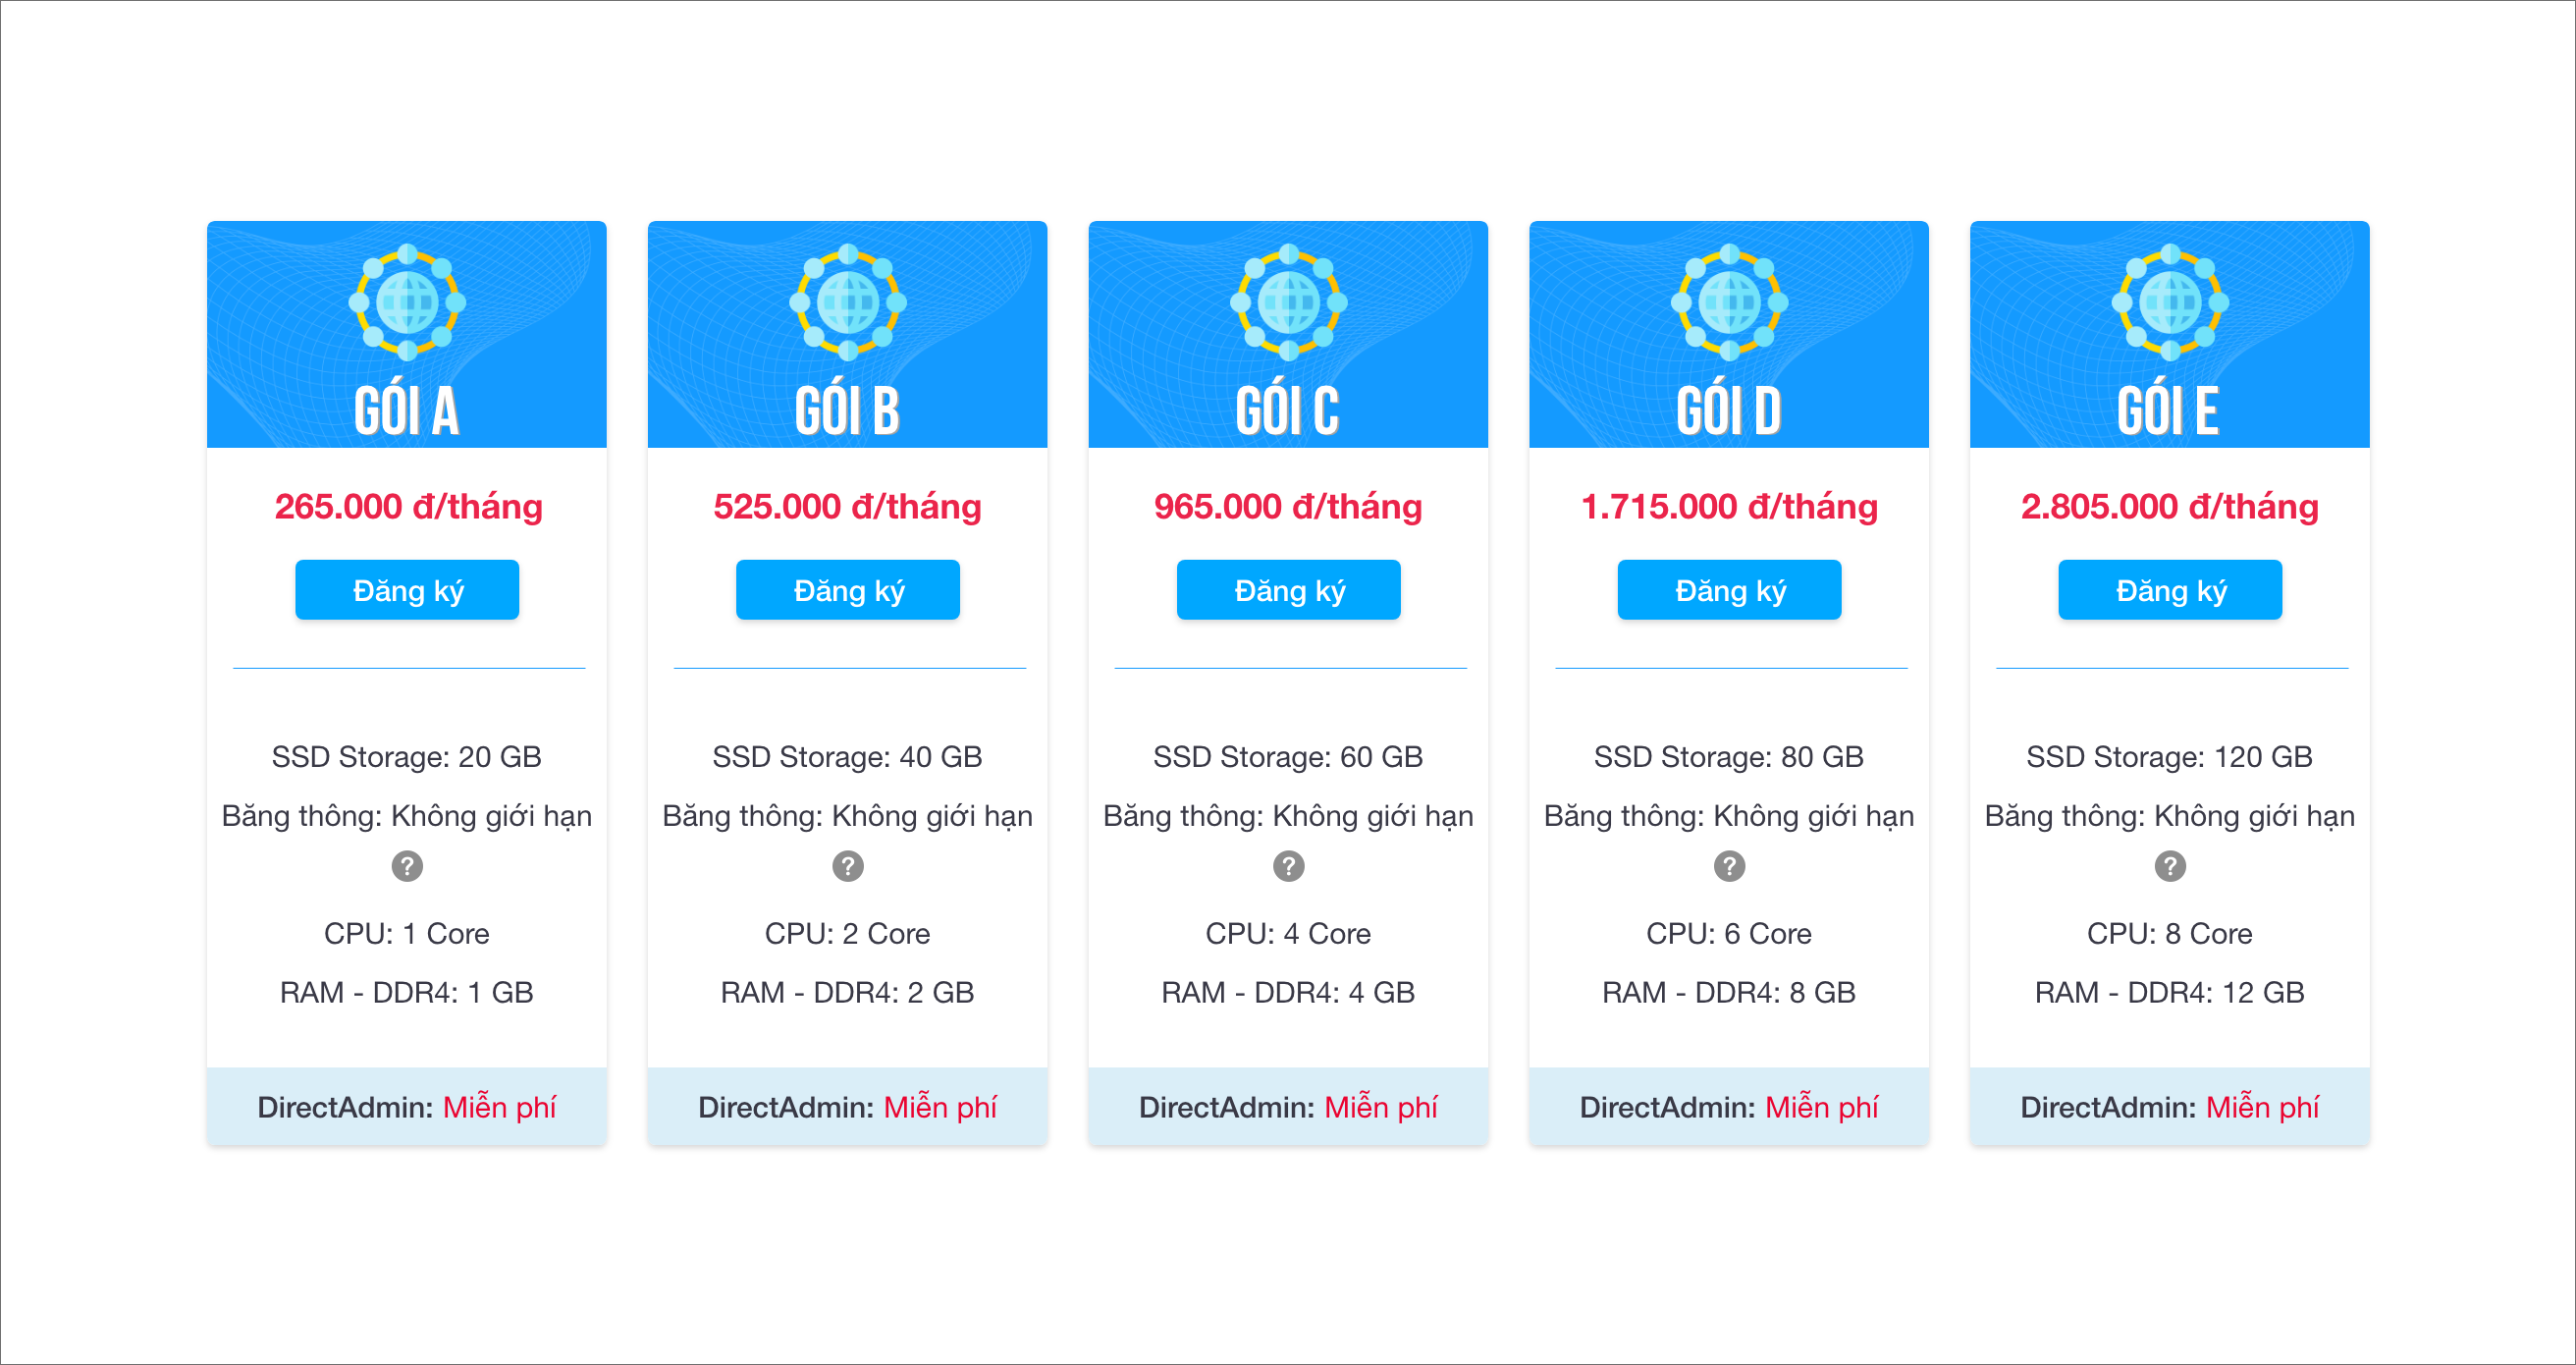 GÓI A
265.000 đ/tháng
Đăng ký
SSD Storage: 20 GB
Băng thông: Không giới hạn
?
CPU: 1 Core
RAM - DDR4: 1 GB
DirectAdmin: Miễn phí
GÓI B
525.000 đ/tháng
Đăng ký
SSD Storage: 40 GB
Băng thông: Không giới hạn
?
CPU: 2 Core
RAM - DDR4: 2 GB
DirectAdmin: Miễn phí
GÓI C
965.000 đ/tháng
Đăng ký
SSD Storage: 60 GB
Băng thông: Không giới hạn
?
CPU: 4 Core
RAM - DDR4: 4 GB
DirectAdmin: Miễn phí
GÓI D
1.715.000 đ/tháng
Đăng ký
SSD Storage: 80 GB
Băng thông: Không giới hạn
?
CPU: 6 Core
RAM - DDR4: 8 GB
DirectAdmin: Miễn phí
GÓI E
2.805.000 đ/tháng
Đăng ký
SSD Storage: 120 GB
Băng thông: Không giới hạn
?
CPU: 8 Core
RAM - DDR4: 12 GB
DirectAdmin: Miễn phí